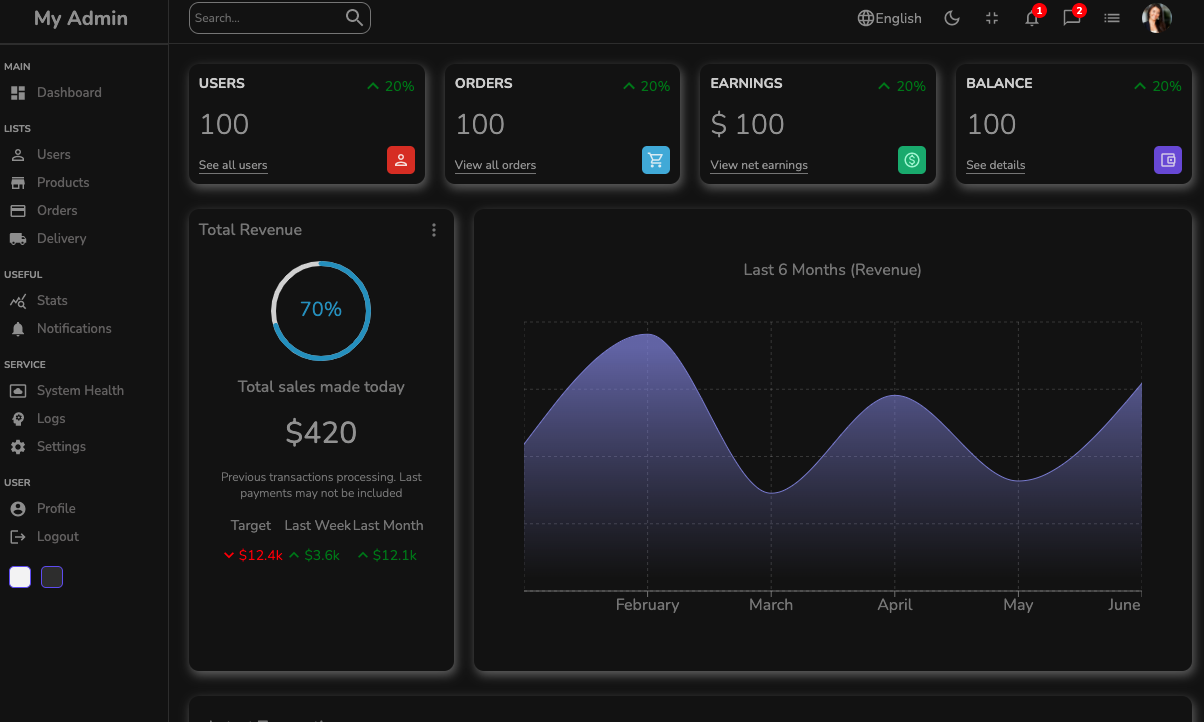 My Admin
Search...
English
1
2
MAIN
Dashboard
LISTS
Users
Products
Orders
Delivery
USEFUL
Stats
Notifications
SERVICE
System Health
Logs
Settings
USER
Profile
Logout
USERS
20%
100
See all users
ORDERS
20%
100
View all orders
EARNINGS
20%
$ 100
View net earnings
BALANCE
20%
100
See details
Total Revenue
70%
Total sales made today
$420
Previous transactions processing. Last
payments may not be included
Target Last Week Last Month
$12.4k $3.6k $12.1k
Last 6 Months (Revenue)
February March April May June